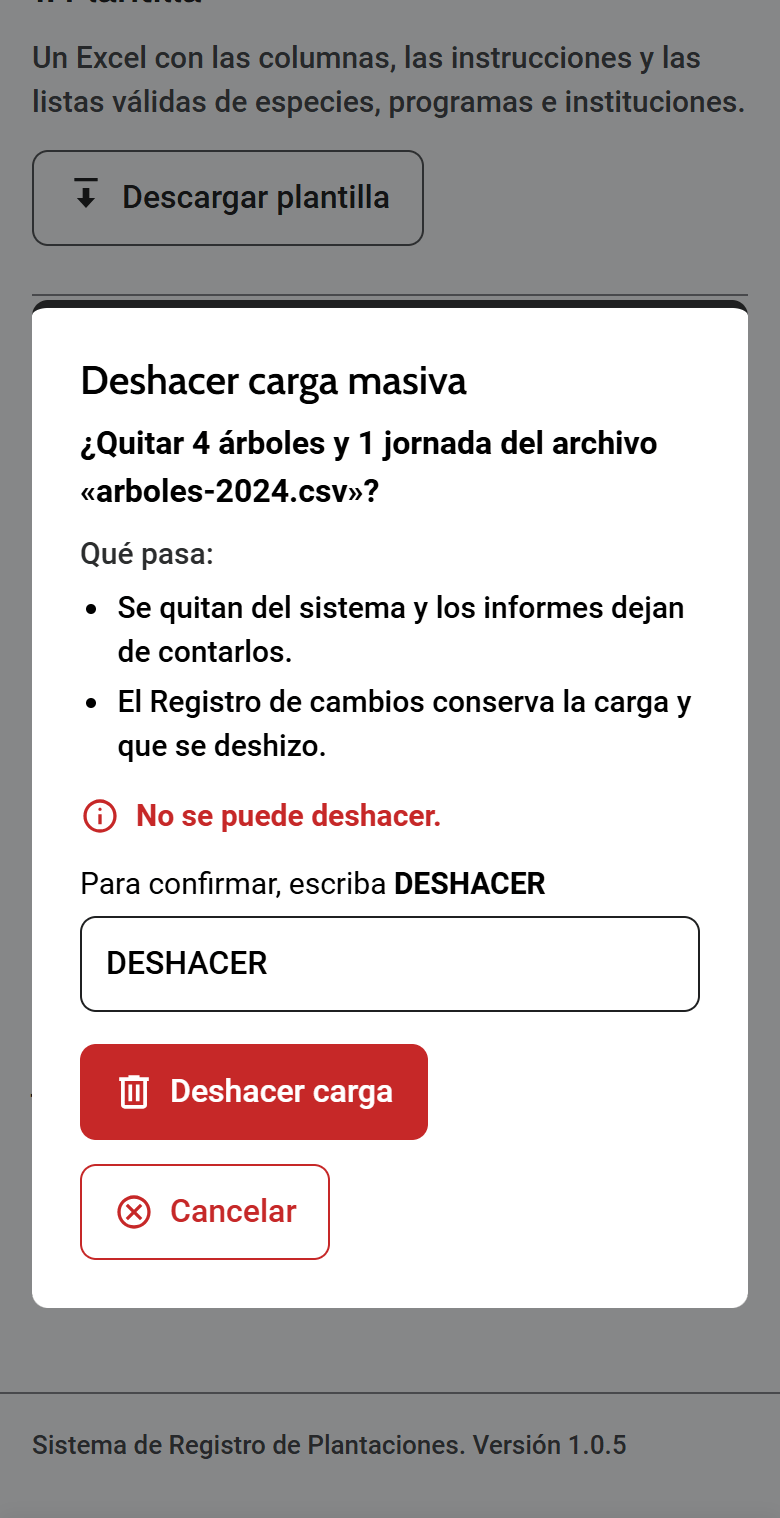 Un Excel con las columnas, las instrucciones y las
listas válidas de especies, programas e instituciones.
Descargar plantilla
Deshacer carga masiva
¿Quitar 4 árboles y 1 jornada del archivo
«arboles-2024.csv»?
Qué pasa:
• Se quitan del sistema y los informes dejan
de contarlos.
• El Registro de cambios conserva la carga y
que se deshizo.
No se puede deshacer.
Para confirmar, escriba DESHACER
DESHACER
Deshacer carga
Cancelar
Sistema de Registro de Plantaciones. Versión 1.0.5